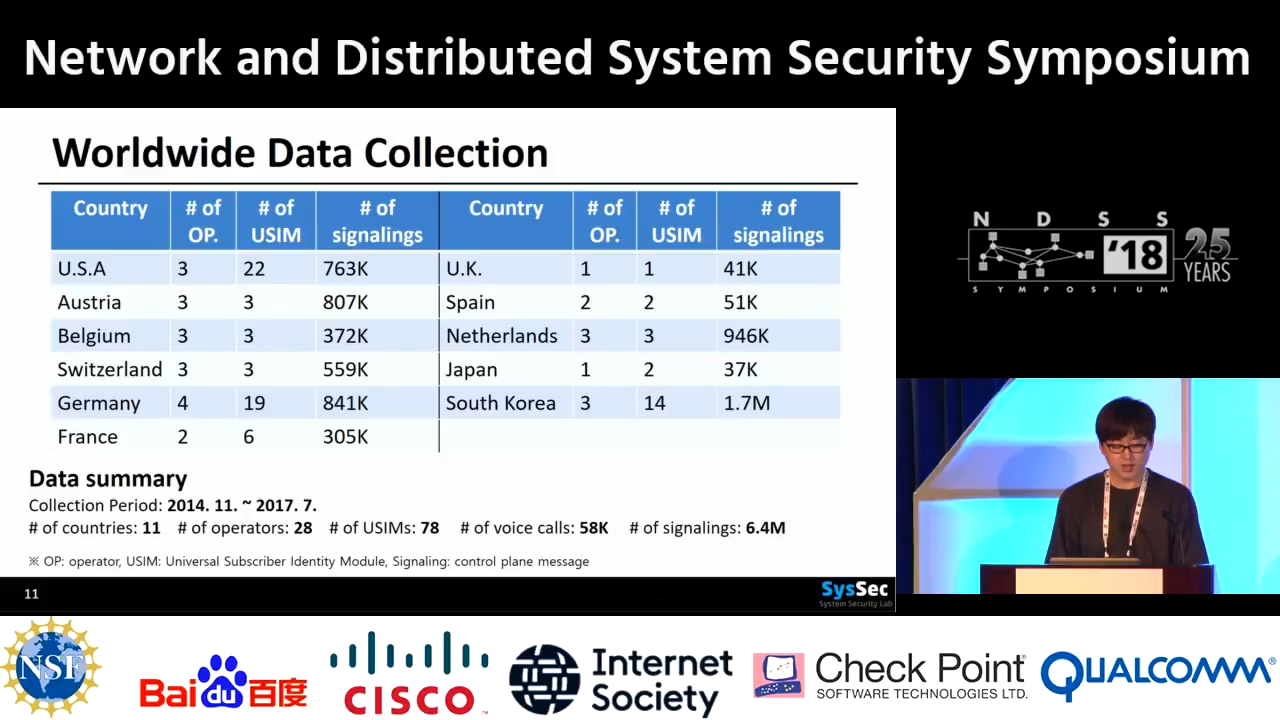 Network and Distributed System Security Symposium
Worldwide Data Collection
Country # of OP. # of USIM # of signalings Country # of OP. # of USIM # of signalings
U.S.A 3 22 763K U.K. 1 1 41K
Austria 3 3 807K Spain 2 2 51K
Belgium 3 3 372K Netherlands 3 3 946K
Switzerland 3 3 559K Japan 1 2 37K
Germany 4 19 841K South Korea 3 14 1.7M
France 2 6 305K
Data summary
Collection Period: 2014. 11. ~ 2017. 7.
# of countries: 11 # of operators: 28 # of USIMs: 78 # of voice calls: 58K # of signalings: 6.4M
※ OP: operator, USIM: Universal Subscriber Identity Module, Signaling: control plane message
11
SysSec
System Security Lab
N D S S
'18
25
YEARS
S Y M P O S I U M
NSF
Bai du 百度
CISCO
TM
Internet
Society
Check Point
SOFTWARE TECHNOLOGIES LTD.
QUALCOMM®